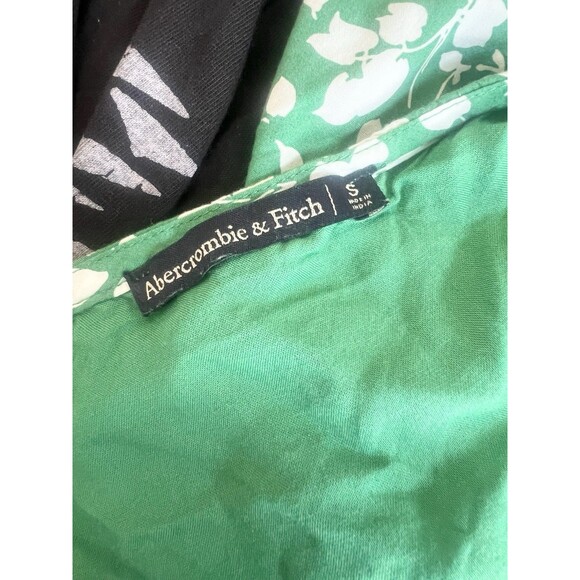 Abercrombie & Fitch | S
MADE IN
INDIA